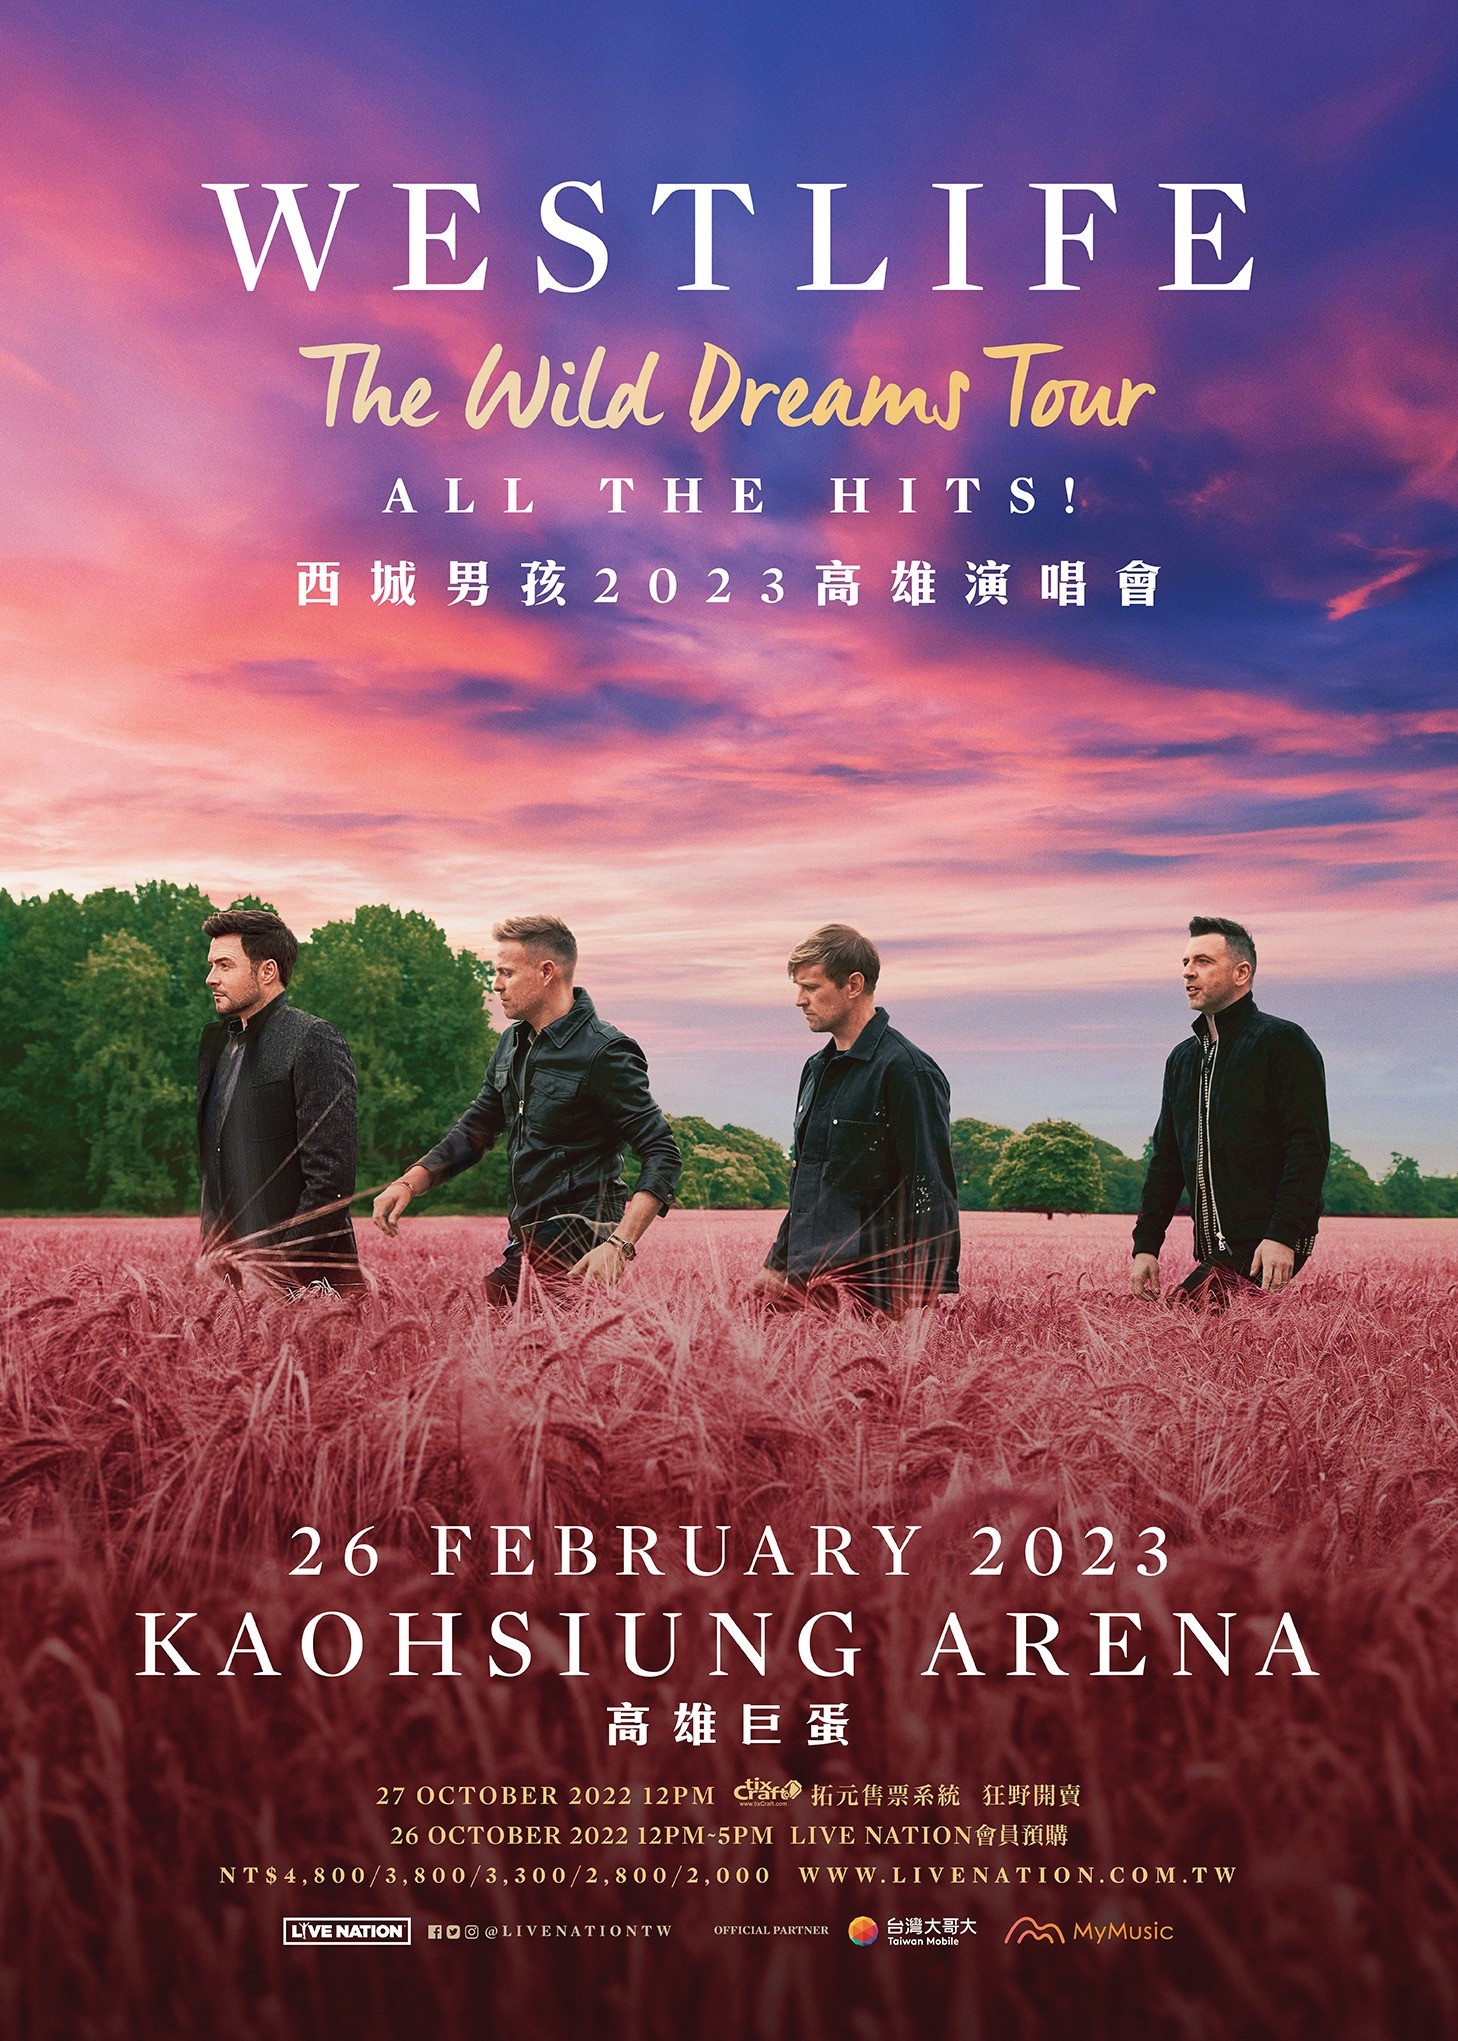 WESTLIFE
The Wild Dreams Tour
ALL THE HITS!
西城男孩2023高雄演唱會
26 FEBRUARY 2023
KAOHSIUNG ARENA
高雄巨蛋
27 OCTOBER 2022 12PM tixCraft www.tixCraft.com 拓元售票系統 狂野開賣
26 OCTOBER 2022 12PM~5PM LIVE NATION會員預購
NT$4,800/3,800/3,300/2,800/2,000 WWW.LIVENATION.COM.TW
LIVE NATION @LIVENATIONTW OFFICIAL PARTNER 台灣大哥大 Taiwan Mobile MyMusic